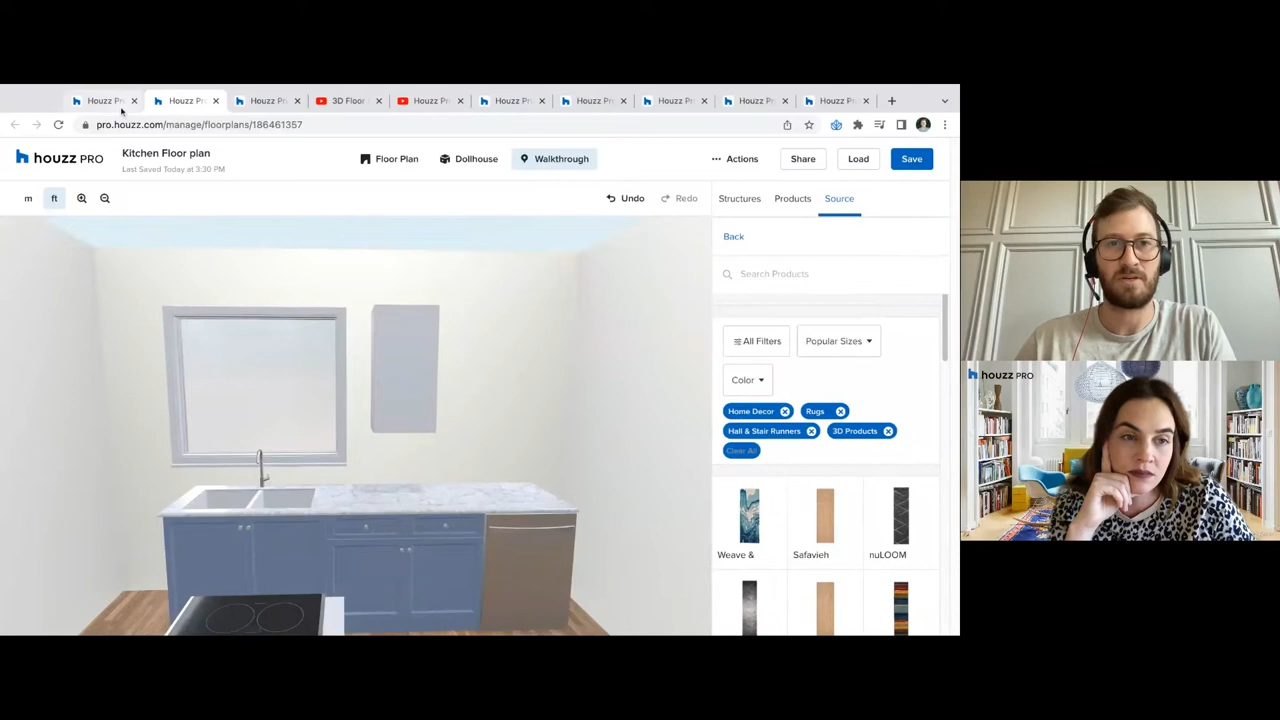 Houzz Pr
Houzz Pr
Houzz Pr
3D Floor
Houzz Pr
Houzz Pr
Houzz Pr
Houzz Pr
Houzz Pr
Houzz Pr
pro.houzz.com/manage/floorplans/186461357
houzz PRO
Kitchen Floor plan
Last Saved Today at 3:30 PM
Floor Plan
Dollhouse
Walkthrough
Actions
Share
Load
Save
m
ft
Undo
Redo
Structures
Products
Source
Back
Search Products
All Filters
Popular Sizes
Color
Home Decor
Rugs
Hall & Stair Runners
3D Products
Clear All
Weave &
Safavieh
nuLOOM
houzz PRO